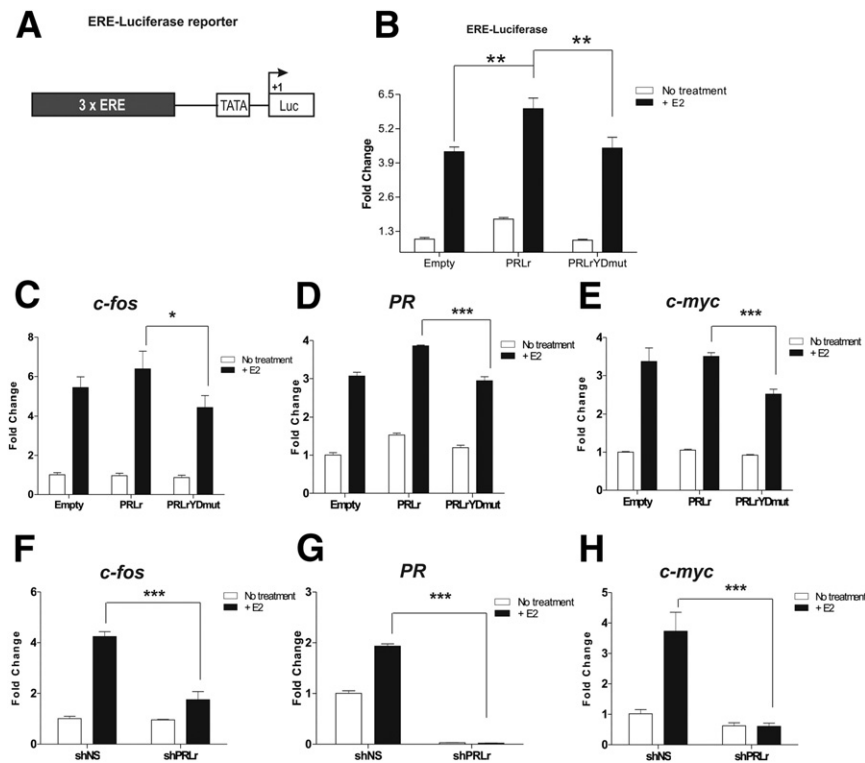 A
ERE-Luciferase reporter
3 x ERE
TATA
+1
Luc
B
ERE-Luciferase
**
**
No treatment
+ E2
Fold Change
6.5
5.2
3.9
2.6
1.3
Empty
PRLr
PRLrYDmut
C
c-fos
*
No treatment
+ E2
Fold Change
8
6
4
2
0
Empty
PRLr
PRLrYDmut
D
PR
***
No treatment
+ E2
Fold Change
4
3
2
1
0
Empty
PRLr
PRLrYDmut
E
c-myc
***
No treatment
+ E2
Fold Change
4
3
2
1
0
Empty
PRLr
PRLrYDmut
F
c-fos
***
No treatment
+ E2
Fold Change
6
4
2
0
shNS
shPRLr
G
PR
***
No treatment
+ E2
Fold Change
3
2
1
0
shNS
shPRLr
H
c-myc
***
No treatment
+ E2
Fold Change
5
4
3
2
1
0
shNS
shPRLr